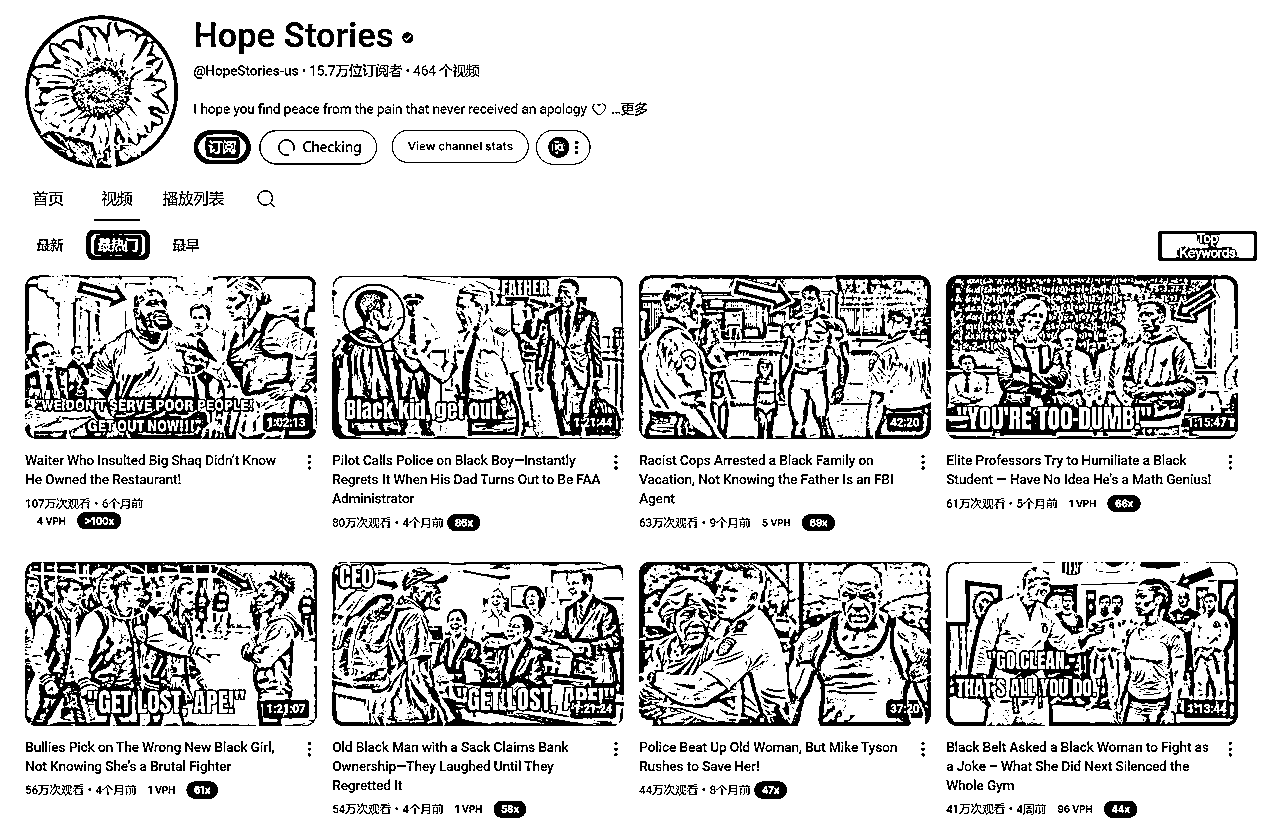 Hope Stories
@HopeStories-us · 15.7万位订阅者 · 464 个视频
I hope you find peace from the pain that never received an apology ♡ ...更多
订阅
Checking
View channel stats
首页
视频
播放列表
最新
最热门
最早
Top
Keywords
"WE DON'T SERVE POOR PEOPLE!
GET OUT NOW!!!"
1:02:13
FATHER
Black kid, get out.
1:21:44
42:20
"YOU'RE TOO DUMB!"
1:15:47
Waiter Who Insulted Big Shaq Didn't Know
He Owned the Restaurant!
107万次观看 · 6个月前
4 VPH >100x
Pilot Calls Police on Black Boy—Instantly
Regrets It When His Dad Turns Out to Be FAA
Administrator
80万次观看 · 4个月前 86x
Racist Cops Arrested a Black Family on
Vacation, Not Knowing the Father Is an FBI
Agent
63万次观看 · 9个月前 5 VPH 69x
Elite Professors Try to Humiliate a Black
Student — Have No Idea He's a Math Genius!
61万次观看 · 5个月前 1 VPH 66x
"GET LOST, APE!"
1:21:07
CEO
"GET LOST, APE!"
1:21:24
37:20
"GO CLEAN-
THAT'S ALL YOU DO."
1:13:44
Bullies Pick on The Wrong New Black Girl,
Not Knowing She's a Brutal Fighter
56万次观看 · 4个月前 1 VPH 61x
Old Black Man with a Sack Claims Bank
Ownership—They Laughed Until They
Regretted It
54万次观看 · 4个月前 1 VPH 58x
Police Beat Up Old Woman, But Mike Tyson
Rushes to Save Her!
44万次观看 · 8个月前 47x
Black Belt Asked a Black Woman to Fight as
a Joke – What She Did Next Silenced the
Whole Gym
41万次观看 · 4周前 96 VPH 44x